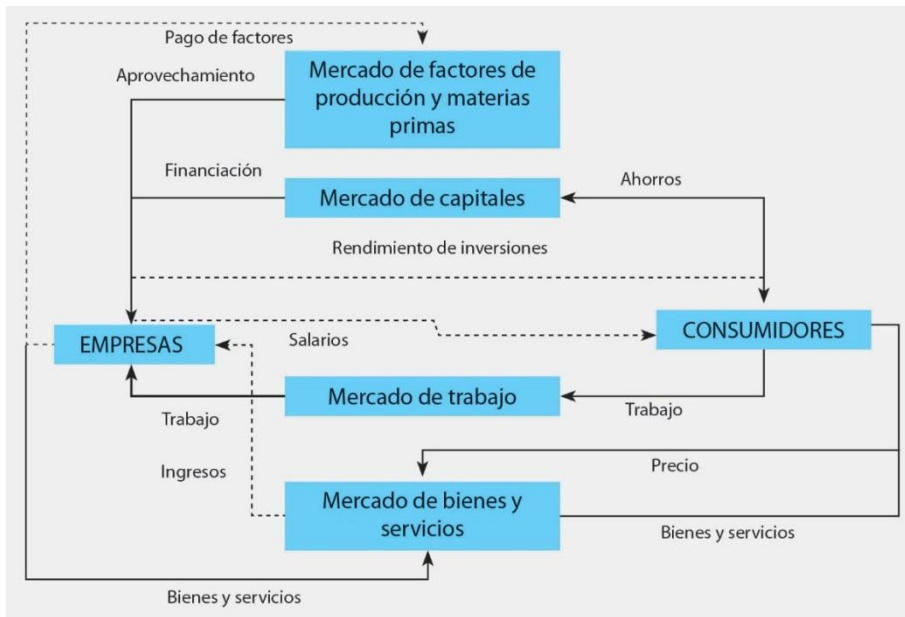 Pago de factores
Aprovechamiento
Mercado de factores de
producción y materias
primas
Financiación
Mercado de capitales
Ahorros
Rendimiento de inversiones
EMPRESAS
Salarios
CONSUMIDORES
Trabajo
Mercado de trabajo
Trabajo
Ingresos
Precio
Mercado de bienes y
servicios
Bienes y servicios
Bienes y servicios